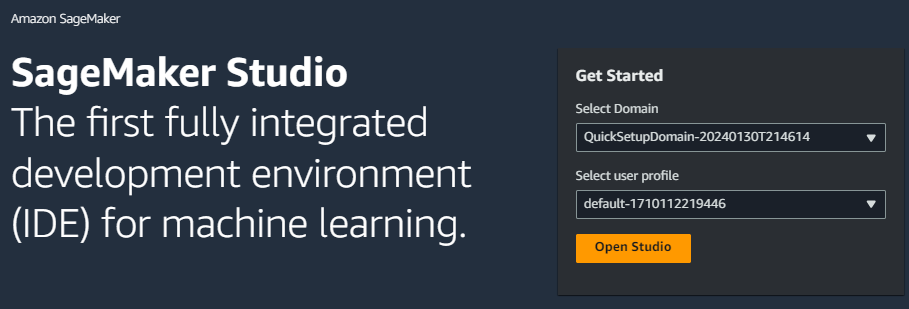 Amazon SageMaker
SageMaker Studio
The first fully integrated
development environment
(IDE) for machine learning.
Get Started
Select Domain
QuickSetupDomain-20240130T214614
Select user profile
default-1710112219446
Open Studio